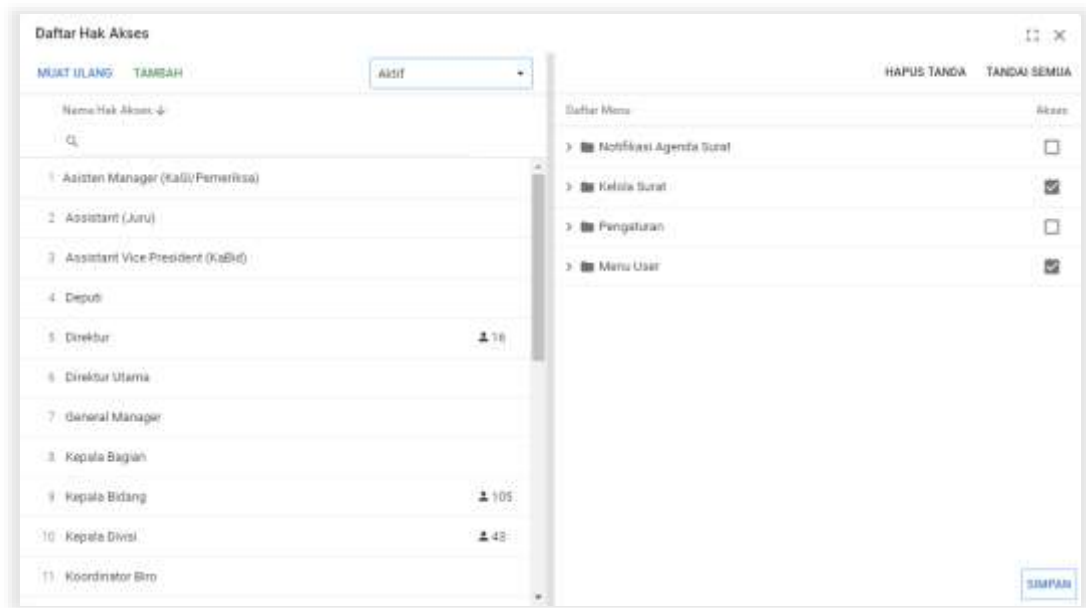 Daftar Hak Akses
MUAT ULANG TAMBAH Aktif HAPUS TANDA TANDAI SEMUA
Nama Hak Akses Daftar Menu Akses
Notifikasi Agenda Surat
1 Asisten Manager (KaSi/Pemeriksa)
Kelola Surat
2 Assistant (Juru)
Pengaturan
3 Assistant Vice President (KaBid)
Menu User
4 Deputi
5 Direktur 16
6 Direktur Utama
7 General Manager
8 Kepala Bagian
9 Kepala Bidang 105
10 Kepala Divisi 43
11 Koordinator Biro
SIMPAN